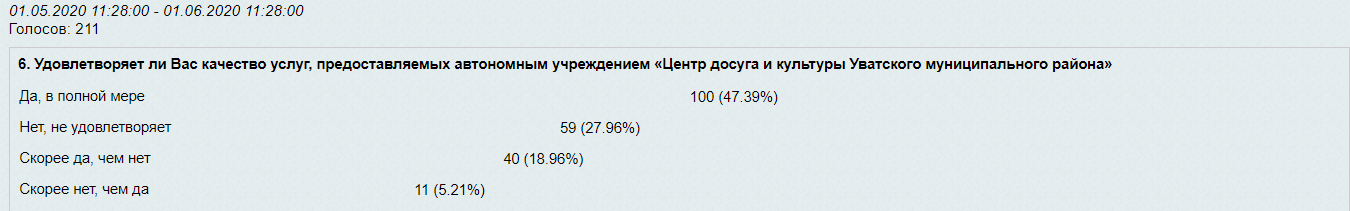 01.05.2020 11:28:00 - 01.06.2020 11:28:00
Голосов: 211
6. Удовлетворяет ли Вас качество услуг, предоставляемых автономным учреждением «Центр досуга и культуры Уватского муниципального района»
Да, в полной мере 100 (47.39%)
Нет, не удовлетворяет 59 (27.96%)
Скорее да, чем нет 40 (18.96%)
Скорее нет, чем да 11 (5.21%)